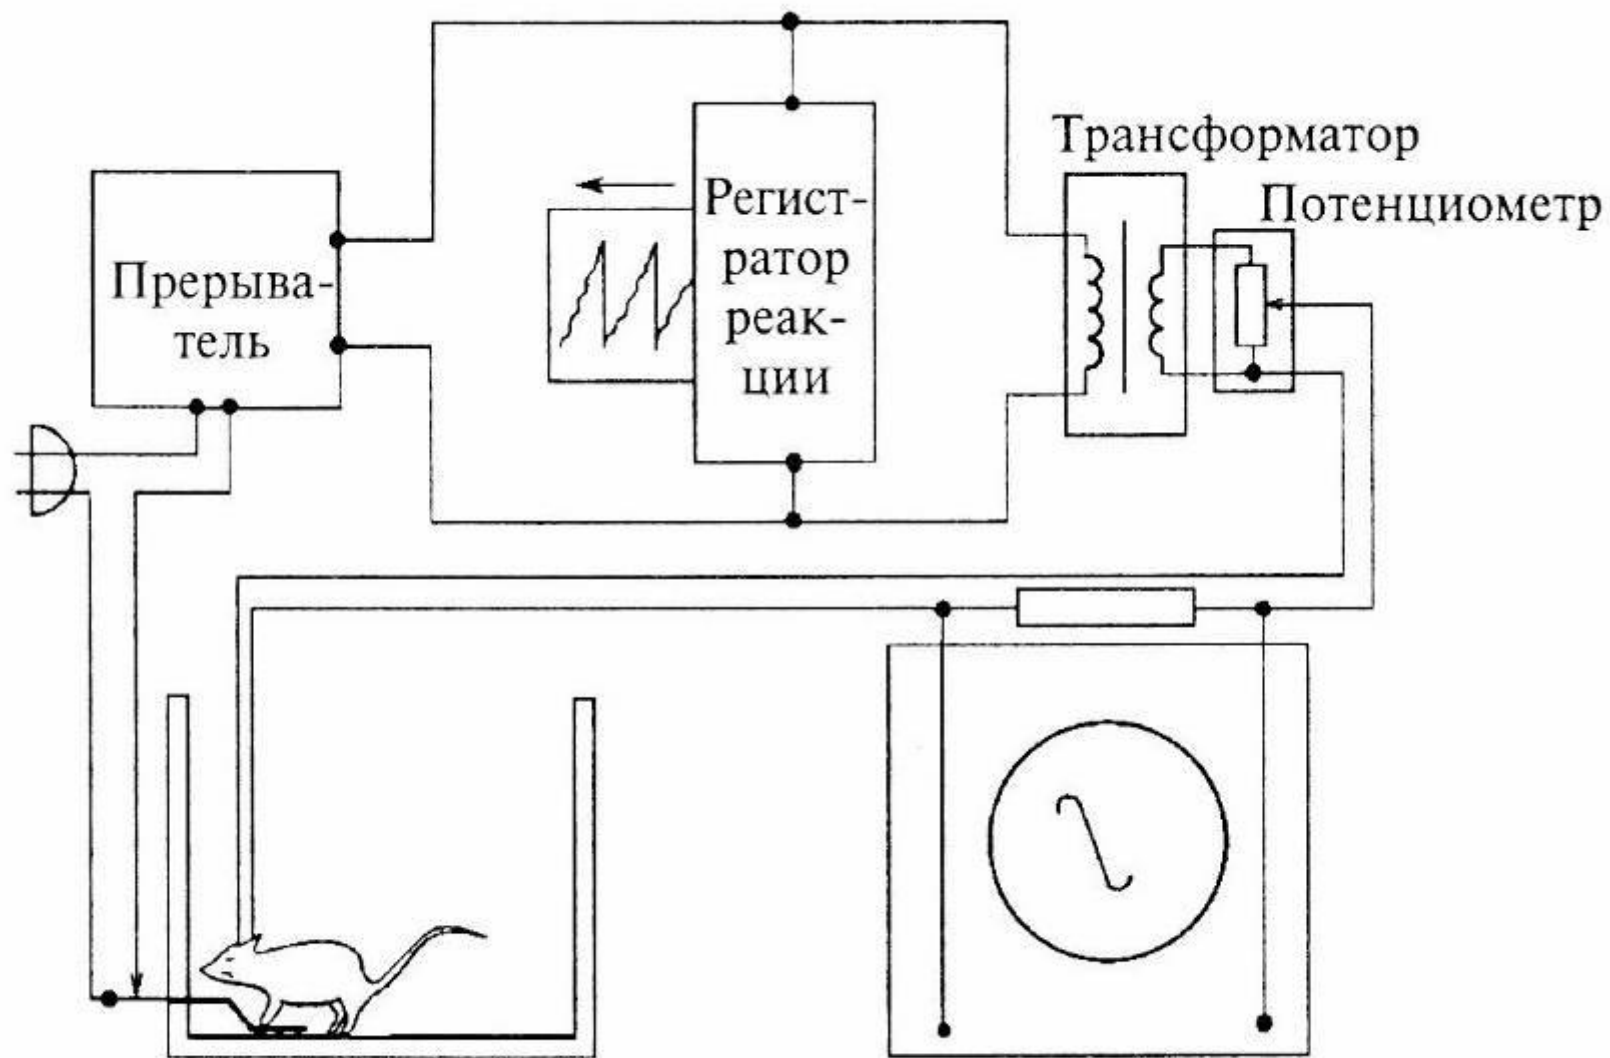 Прерыва-
тель
Регист-
ратор
реак-
ции
Трансформатор
Потенциометр